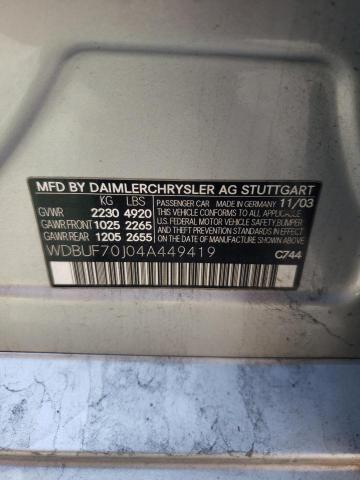 MFD BY DAIMLERCHRYSLER AG STUTTGART
KG LBS PASSENGER CAR MADE IN GERMANY 11/03
GVWR 2230 4920 THIS VEHICLE CONFORMS TO ALL APPLICABLE
GAWR FRONT 1025 2265 U.S. FEDERAL MOTOR VEHICLE SAFETY, BUMPER
GAWR REAR 1205 2655 AND THEFT PREVENTION STANDARDS IN EFFECT
ON THE DATE OF MANUFACTURE SHOWN ABOVE.
WDBUF70J04A449419 C744